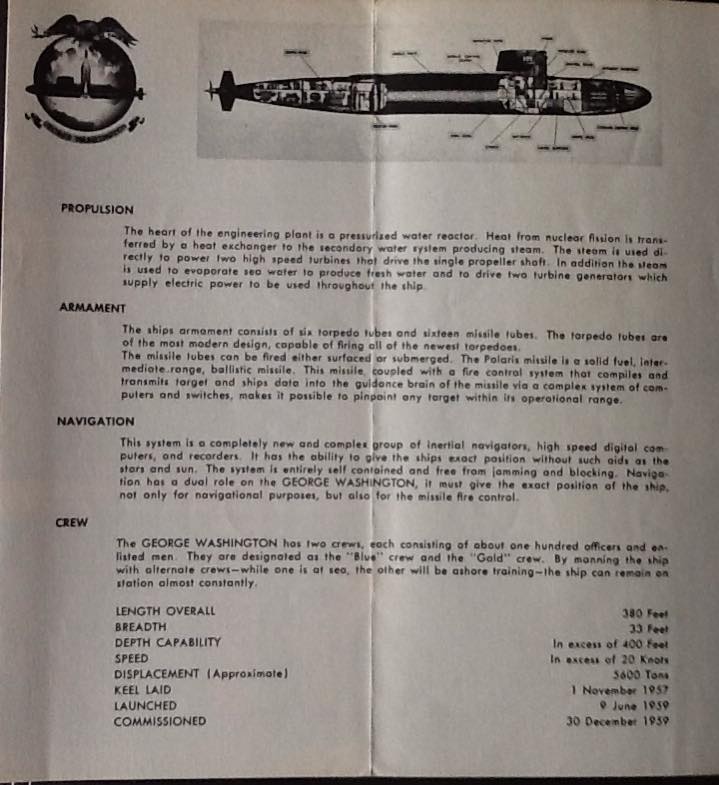 PROPULSION
The heart of the engineering plant is a pressurized water reactor. Heat from nuclear fission is trans-
ferred by a heat exchanger to the secondary water system producing steam. The steam is used di-
rectly to power two high speed turbines that drive the single propeller shaft. In addition the steam
is used to evaporate sea water to produce fresh water and to drive two turbine generators which
supply electric power to be used throughout the ship.
ARMAMENT
The ships armament consists of six torpedo tubes and sixteen missile tubes. The torpedo tubes are
of the most modern design, capable of firing all of the newest torpedoes.
The missile tubes can be fired either surfaced or submerged. The Polaris missile is a solid fuel, inter-
mediate range, ballistic missile. This missile, coupled with a fire control system that compiles and
transmits target and ships data into the guidance brain of the missile via a complex system of com-
puters and switches, makes it possible to pinpoint any target within its operational range.
NAVIGATION
This system is a completely new and complex group of inertial navigators, high speed digital com-
puters, and recorders. It has the ability to give the ships exact position without such aids as the
stars and sun. The system is entirely self contained and free from jamming and blocking. Naviga-
tion has a dual role on the GEORGE WASHINGTON, it must give the exact position of the ship,
not only for navigational purposes, but also for the missile fire control.
CREW
The GEORGE WASHINGTON has two crews, each consisting of about one hundred officers and en-
listed men. They are designated as the "Blue" crew and the "Gold" crew. By manning the ship
with alternate crews—while one is at sea, the other will be ashore training—the ship can remain on
station almost constantly.
LENGTH OVERALL 380 Feet
BREADTH 33 Feet
DEPTH CAPABILITY In excess of 400 Feet
SPEED In excess of 20 Knots
DISPLACEMENT (Approximate) 5600 Tons
KEEL LAID 1 November 1957
LAUNCHED 9 June 1959
COMMISSIONED 30 December 1959